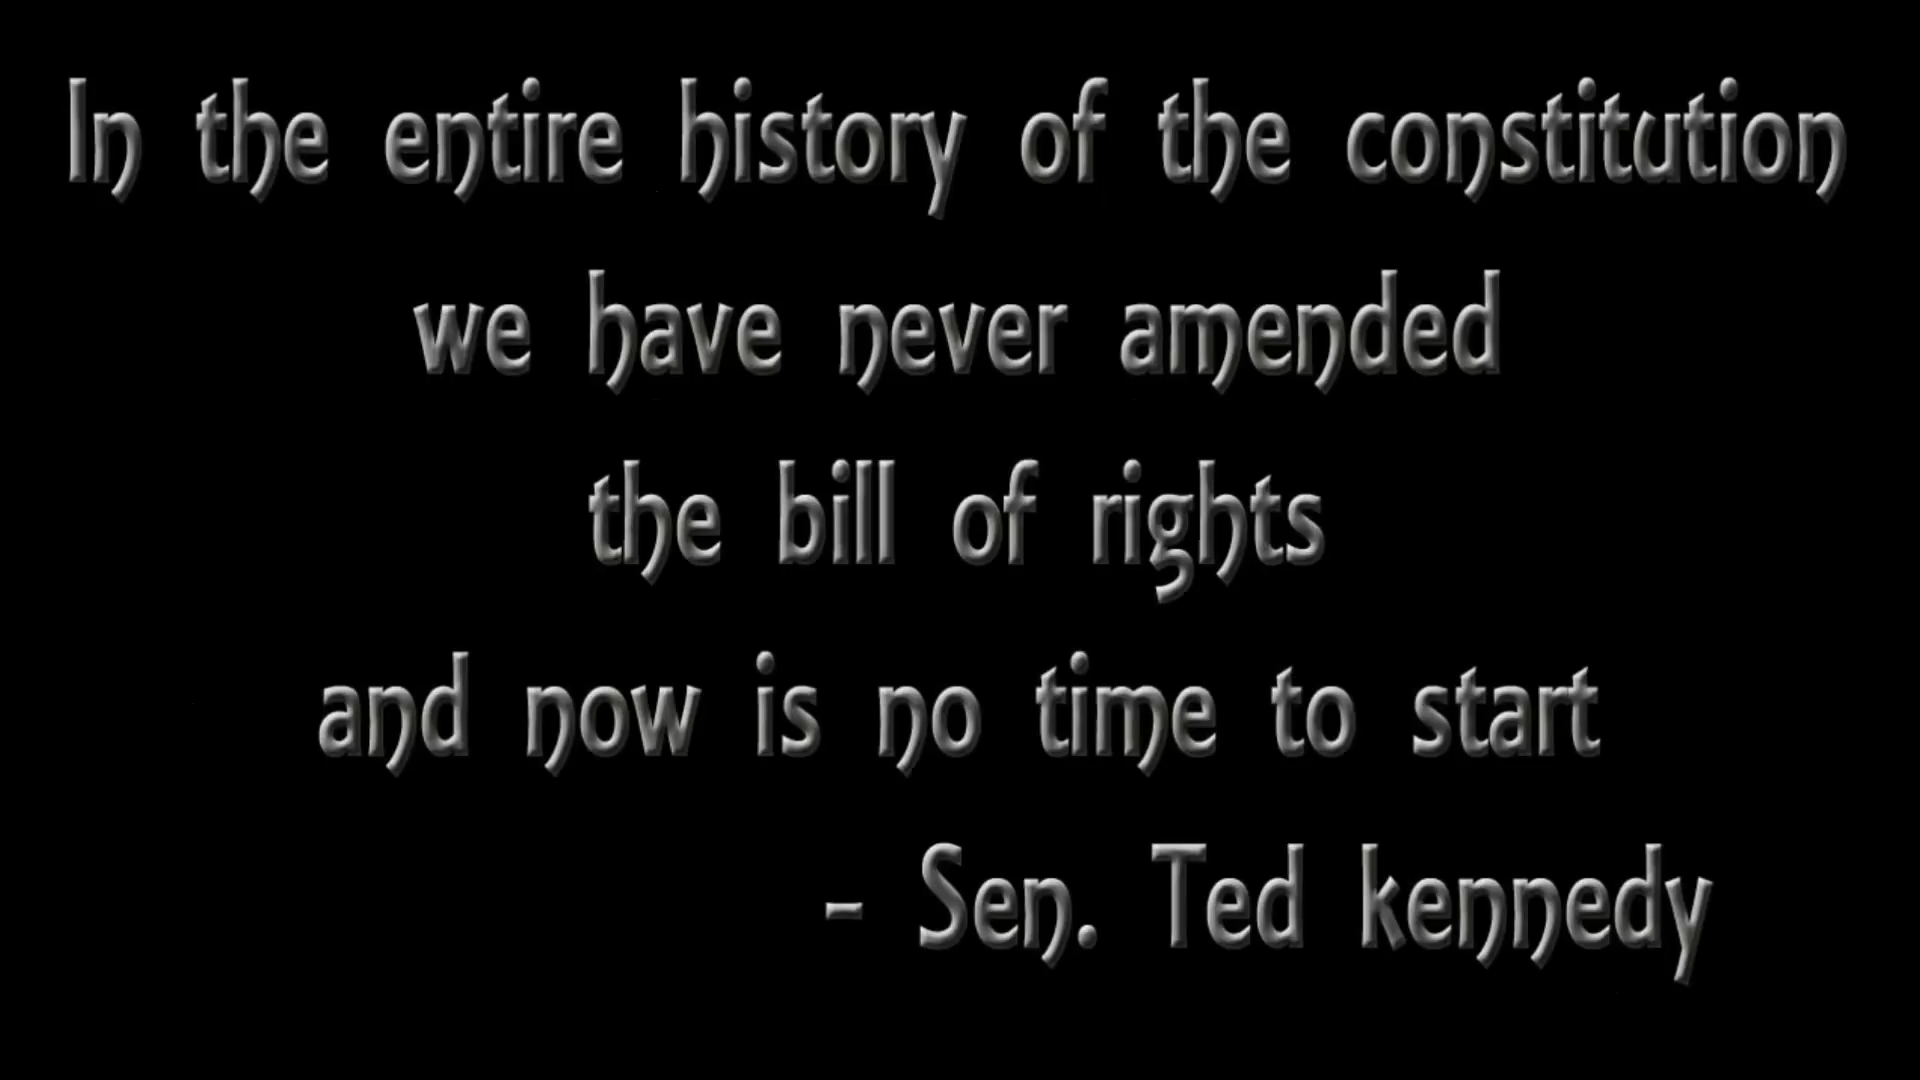 In the entire history of the constitution
we have never amended
the bill of rights
and now is no time to start
- Sen. Ted kennedy